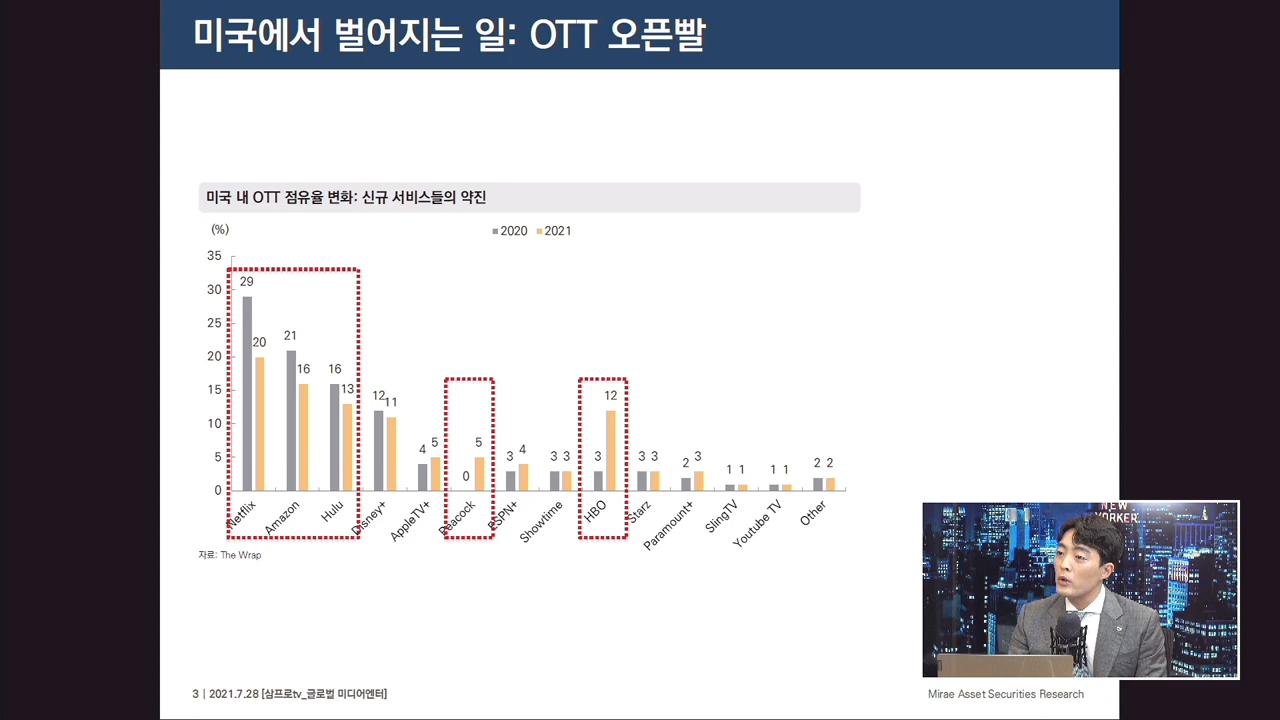 미국에서 벌어지는 일: OTT 오픈빨
미국 내 OTT 점유율 변화: 신규 서비스들의 약진
(%)
2020 2021
35
30
25
20
15
10
5
0
29 20 21 16 16 13 12 11 4 5 0 5 3 4 3 3 3 12 3 3 2 3 1 1 1 1 2 2
Netflix Amazon Hulu Disney+ AppleTV+ Peacock ESPN+ Showtime HBO Starz Paramount+ SlingTV Youtube TV Other
자료: The Wrap
NEW
YORKER
3 | 2021.7.28 [삼프로tv_글로벌 미디어엔터]
Mirae Asset Securities Research